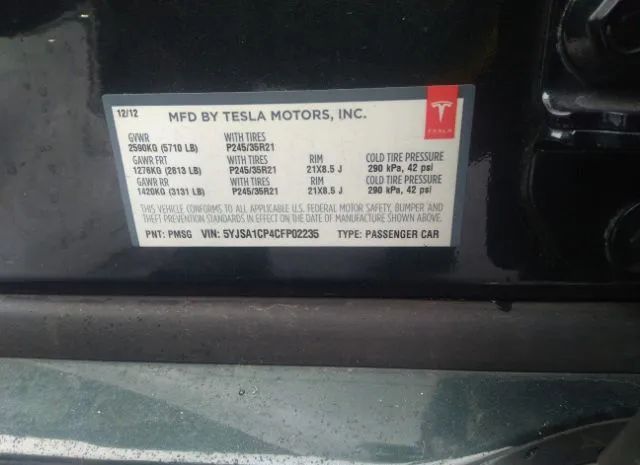 12/12 MFD BY TESLA MOTORS, INC.
TESLA
GVWR WITH TIRES
2590KG (5710 LB) P245/35R21
GAWR FRT WITH TIRES RIM COLD TIRE PRESSURE
1276KG (2813 LB) P245/35R21 21X8.5 J 290 kPa, 42 psi
GAWR RR WITH TIRES RIM COLD TIRE PRESSURE
1420KG (3131 LB) P245/35R21 21X8.5 J 290 kPa, 42 psi
THIS VEHICLE CONFORMS TO ALL APPLICABLE U.S. FEDERAL MOTOR SAFETY, BUMPER AND
THEFT PREVENTION STANDARDS IN EFFECT ON THE DATE OF MANUFACTURE SHOWN ABOVE.
PNT: PMSG VIN: 5YJSA1CP4CFP02235 TYPE: PASSENGER CAR